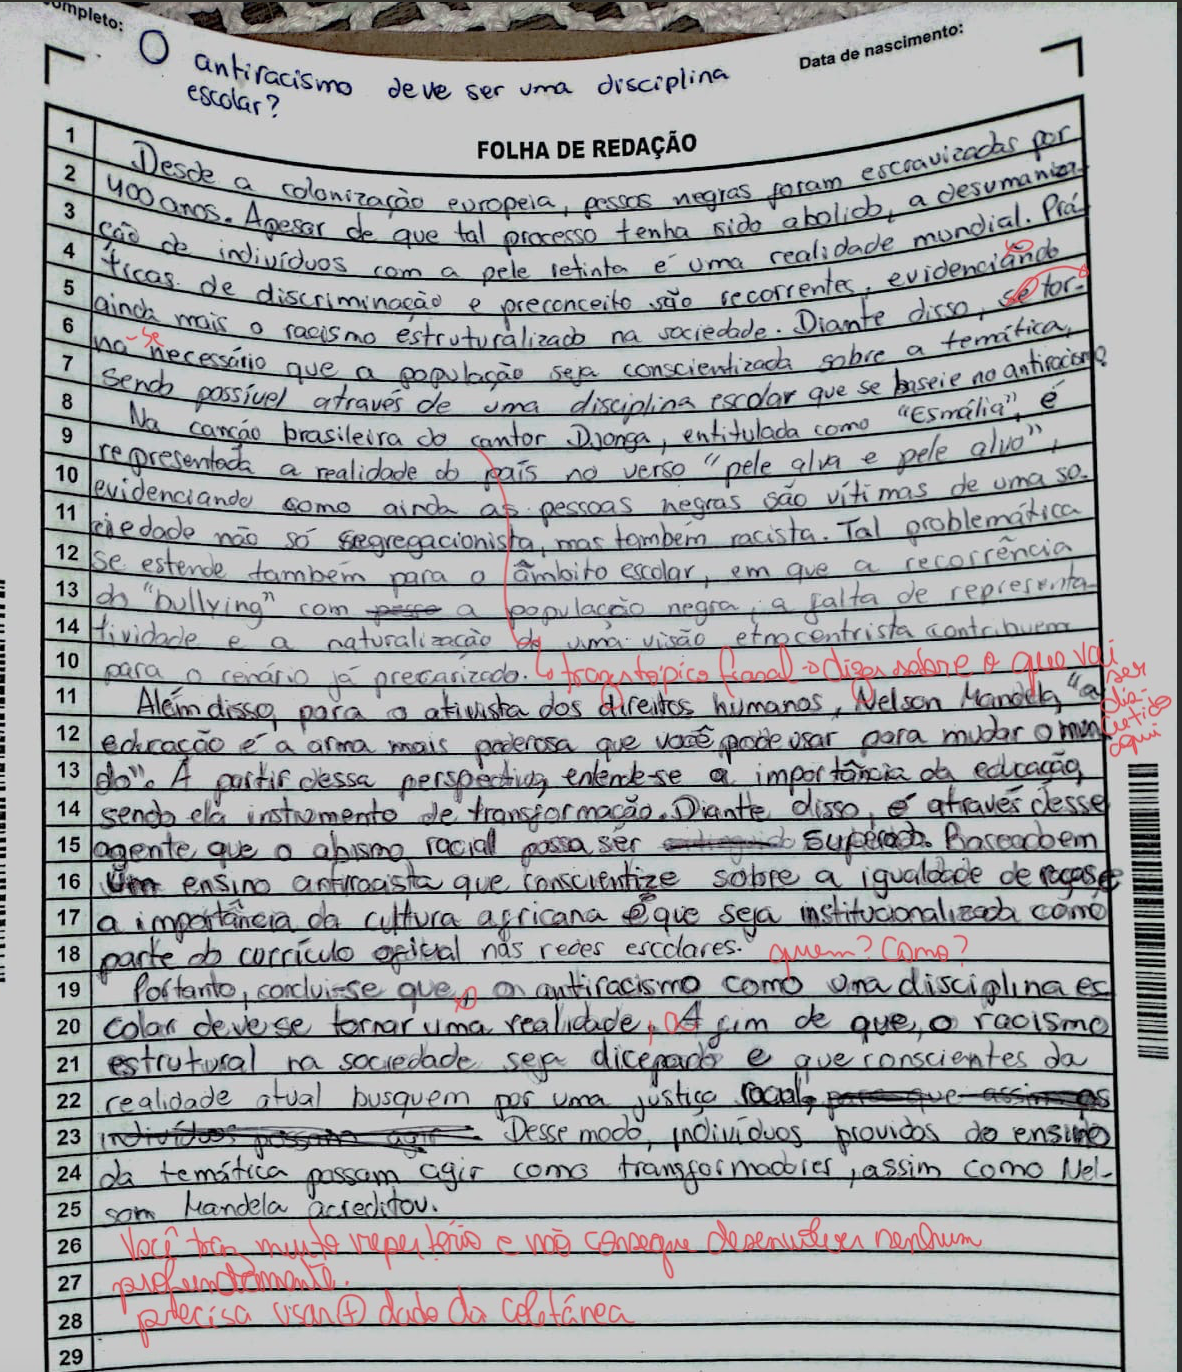 ompleto:
Data de nascimento:
O antiracismo deve ser uma disciplina
escolar?
FOLHA DE REDAÇÃO
1 Desde a colonização europeia, pessoas negras foram escravizadas por
2 400 anos. Apesar de que tal processo tenha sido abolido, a desumaniza-
3 ção de indivíduos com a pele retinta é uma realidade mundial. Prá-
4 ticas de discriminação e preconceito são recorrentes, evidenciando
5 ainda mais o racismo estruturalizado na sociedade. Diante disso, se tor-
6 na -se necessário que a população seja conscientizada sobre a temática,
7 sendo possível através de uma disciplina escolar que se baseie no antiracismo.
8 Na canção brasileira do cantor Djonga, entitulada como "Esmália", é
9 representada a realidade do país no verso "pele alva e pele alvo",
10 evidenciando como ainda as pessoas negras são vítimas de uma so-
11 ciedade não só segregacionista, mas também racista. Tal problemática
12 se estende também para o âmbito escolar, em que a recorrência
13 do "bullying" com a população negra, a falta de representa-
14 tividade e a naturalização de uma visão etnocentrista contribuem
10 para o cenário já precarizado. frase tópico frasal → dizer sobre o que vai
ser
dis-
cutido
aqui
11 Além disso, para o ativista dos direitos humanos, Nelson Mandela, "a
12 educação é a arma mais poderosa que você pode usar para mudar o mun
13 do". A partir dessa perspectiva, entende-se a importância da educação,
14 sendo ela instrumento de transformação. Diante disso, é através desse
15 agente, que o abismo racial possa ser superado. Baseado em
16 um ensino antiracista que conscientize sobre a igualdade de raças e
17 a importância da cultura africana e que seja institucionalizada como
18 parte do currículo oficial nas redes escolares. quem? Como?
19 Portanto, conclui-se que, o antiracismo como uma disciplina es
20 colar deve se tornar uma realidade, a A fim de que, o racismo
21 estrutural na sociedade seja dicepado e que conscientes da
22 realidade atual busquem por uma justiça racial, para que assim os
23 indivíduos possam agir. Desse modo, indivíduos providos do ensino
24 da temática possam agir como transformadores, assim como Nel-
25 som Mandela acreditou.
26 Você traz muito repertório e não consegue desenvolver nenhum
27 profundamente.
28 precisa usar (+) dado da coletânea
29